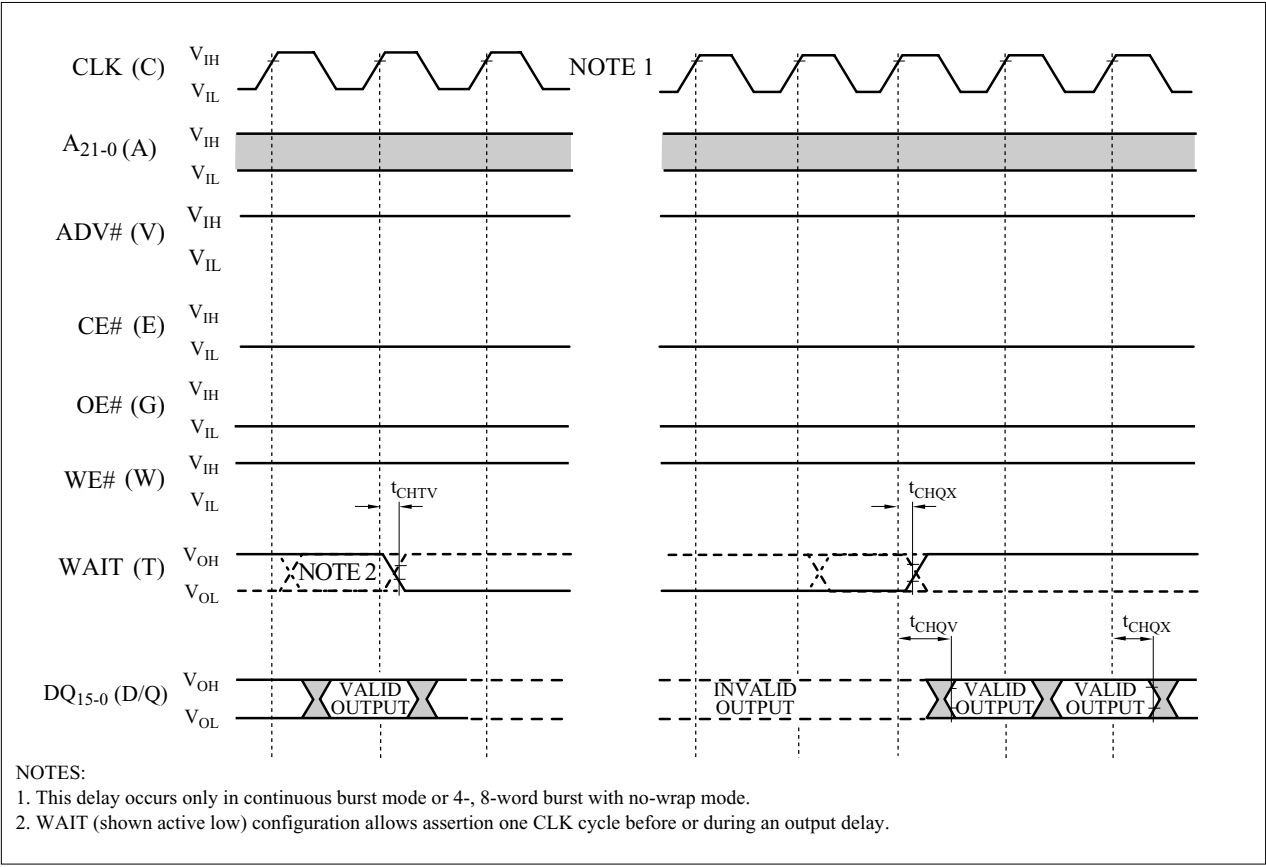 CLK (C) V_IH V_IL NOTE 1
A_21-0 (A) V_IH V_IL
ADV# (V) V_IH V_IL
CE# (E) V_IH V_IL
OE# (G) V_IH V_IL
WE# (W) V_IH V_IL
t_CHTV t_CHQX
WAIT (T) V_OH V_OL NOTE 2
t_CHQV t_CHQX
DQ_15-0 (D/Q) V_OH V_OL
VALID OUTPUT
INVALID OUTPUT
VALID OUTPUT
VALID OUTPUT
NOTES:
1. This delay occurs only in continuous burst mode or 4-, 8-word burst with no-wrap mode.
2. WAIT (shown active low) configuration allows assertion one CLK cycle before or during an output delay.